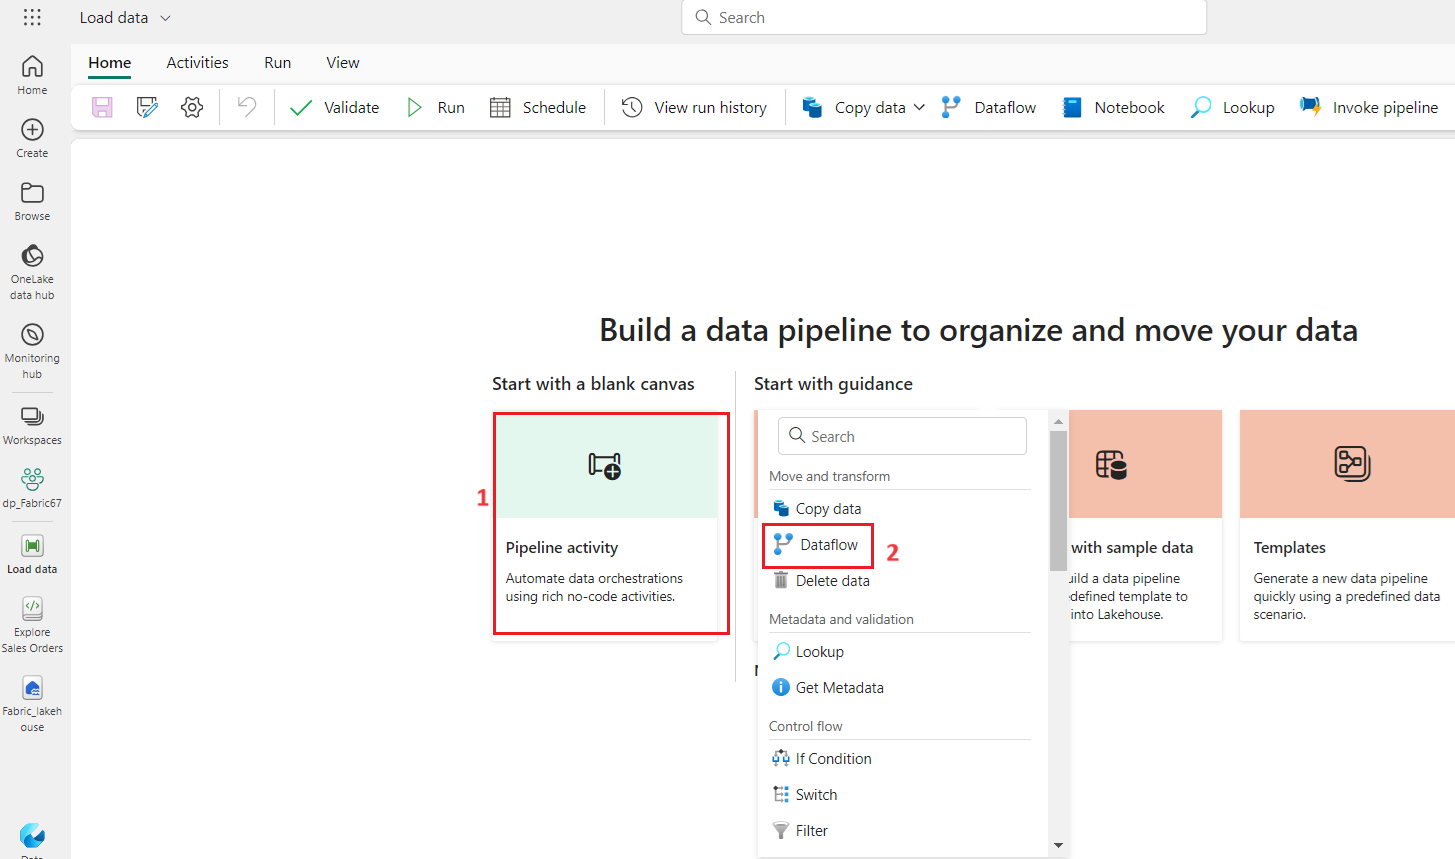 Load data
Search
Home
Activities
Run
View
Validate
Run
Schedule
View run history
Copy data
Dataflow
Notebook
Lookup
Invoke pipeline
Home
Create
Browse
OneLake
data hub
Monitoring
hub
Workspaces
dp_Fabric67
Load data
Explore
Sales Orders
Fabric_lakeh
ouse
Build a data pipeline to organize and move your data
Start with a blank canvas
Start with guidance
1
Pipeline activity
Automate data orchestrations
using rich no-code activities.
Search
Move and transform
Copy data
Dataflow
2
Delete data
Metadata and validation
Lookup
Get Metadata
Control flow
If Condition
Switch
Filter
with sample data
a data pipeline
template to
into Lakehouse.
Templates
Generate a new data pipeline
quickly using a predefined data
scenario.